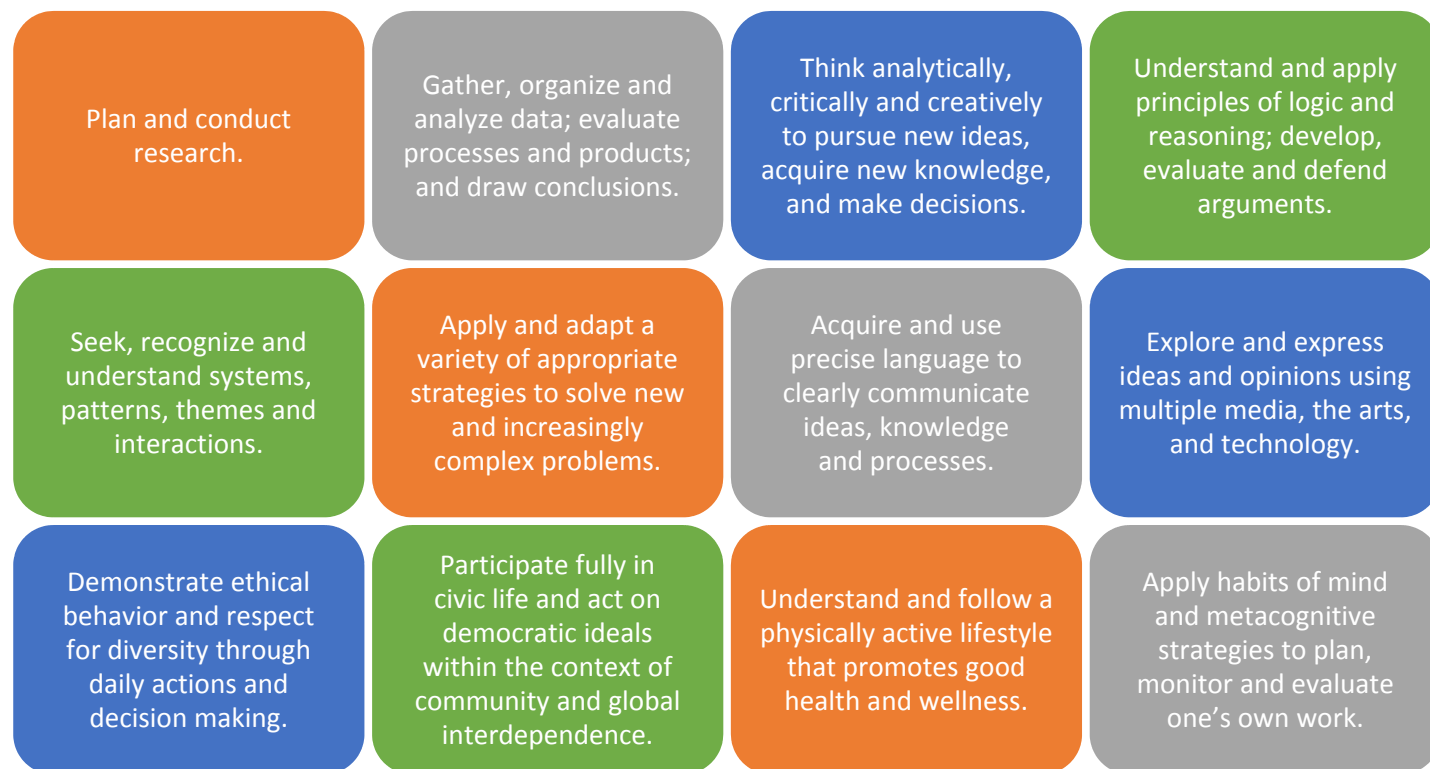 Plan and conduct
research.
Gather, organize and
analyze data; evaluate
processes and products;
and draw conclusions.
Think analytically,
critically and creatively
to pursue new ideas,
acquire new knowledge,
and make decisions.
Understand and apply
principles of logic and
reasoning; develop,
evaluate and defend
arguments.
Seek, recognize and
understand systems,
patterns, themes and
interactions.
Apply and adapt a
variety of appropriate
strategies to solve new
and increasingly
complex problems.
Acquire and use
precise language to
clearly communicate
ideas, knowledge
and processes.
Explore and express
ideas and opinions using
multiple media, the arts,
and technology.
Demonstrate ethical
behavior and respect
for diversity through
daily actions and
decision making.
Participate fully in
civic life and act on
democratic ideals
within the context of
community and global
interdependence.
Understand and follow a
physically active lifestyle
that promotes good
health and wellness.
Apply habits of mind
and metacognitive
strategies to plan,
monitor and evaluate
one’s own work.